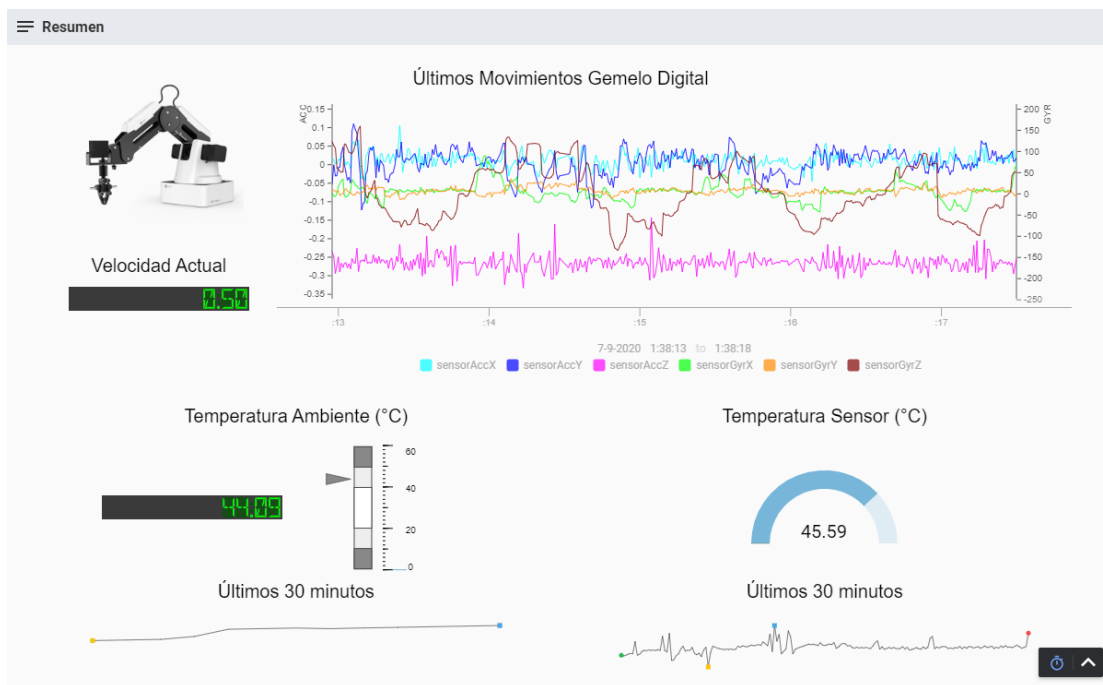 Resumen
Últimos Movimientos Gemelo Digital
ACC
GYR
0.15
0.1
0.05
0
-0.05
-0.1
-0.15
-0.2
-0.25
-0.3
-0.35
200
150
100
50
0
-50
-100
-150
-200
-250
:13 :14 :15 :16 :17
7-9-2020 1:38:13 to 1:38:18
sensorAccX sensorAccY sensorAccZ sensorGyrX sensorGyrY sensorGyrZ
Velocidad Actual
0.50
Temperatura Ambiente (°C)
44.09
60
40
20
0
Últimos 30 minutos
Temperatura Sensor (°C)
45.59
Últimos 30 minutos